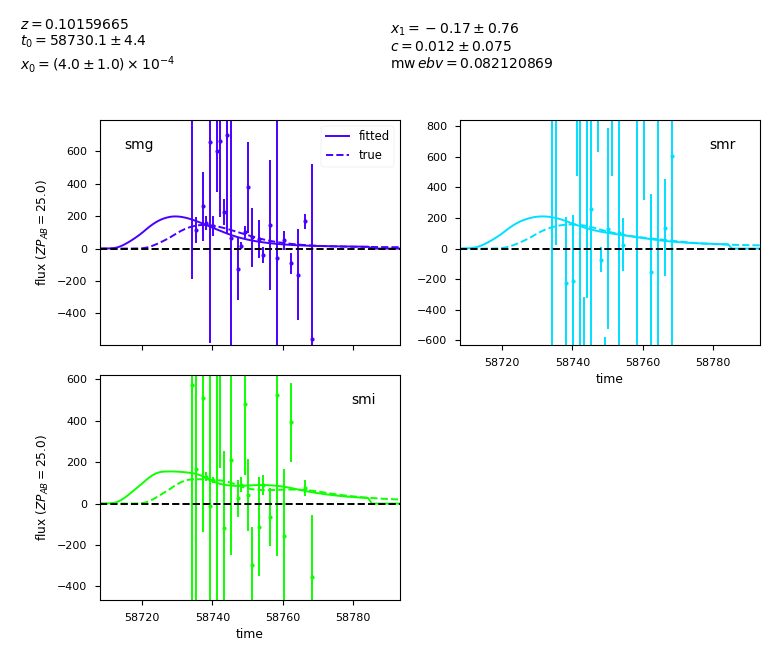 z = 0.10159665
t₀ = 58730.1 ± 4.4
x₀ = (4.0 ± 1.0) × 10⁻⁴
x₁ = −0.17 ± 0.76
c = 0.012 ± 0.075
mw ebv = 0.082120869
smg
fitted
true
600
400
200
0
−200
−400
flux (ZP_AB = 25.0)
smr
800
600
400
200
0
−200
−400
−600
58720 58740 58760 58780
time
smi
600
400
200
0
−200
−400
flux (ZP_AB = 25.0)
58720 58740 58760 58780
time